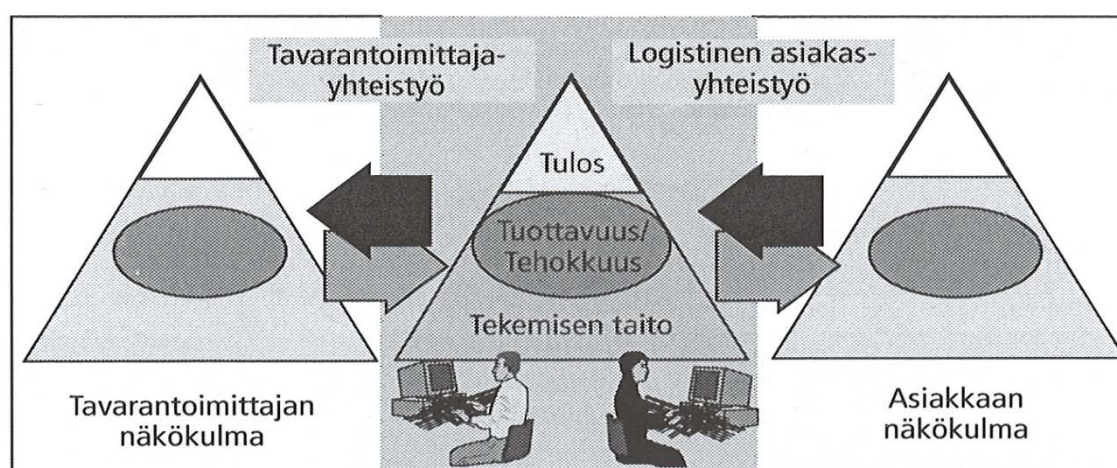 Tavarantoimittaja-
yhteistyö
Logistinen asiakas-
yhteistyö
Tulos
Tuottavuus/
Tehokkuus
Tekemisen taito
Tavarantoimittajan
näkökulma
Asiakkaan
näkökulma